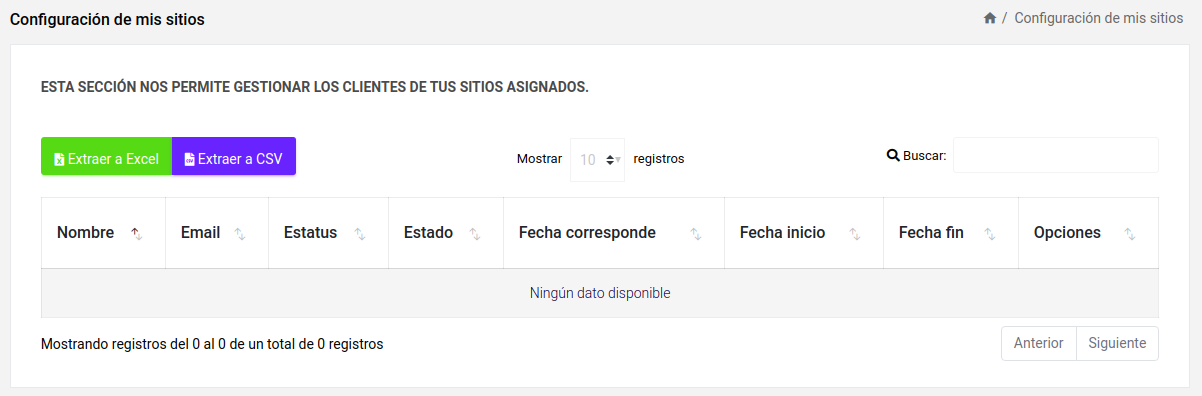 Configuración de mis sitios
/ Configuración de mis sitios
ESTA SECCIÓN NOS PERMITE GESTIONAR LOS CLIENTES DE TUS SITIOS ASIGNADOS.
Extraer a Excel Extraer a CSV Mostrar 10 registros Buscar:
Nombre Email Estatus Estado Fecha corresponde Fecha inicio Fecha fin Opciones
Ningún dato disponible
Mostrando registros del 0 al 0 de un total de 0 registros Anterior Siguiente